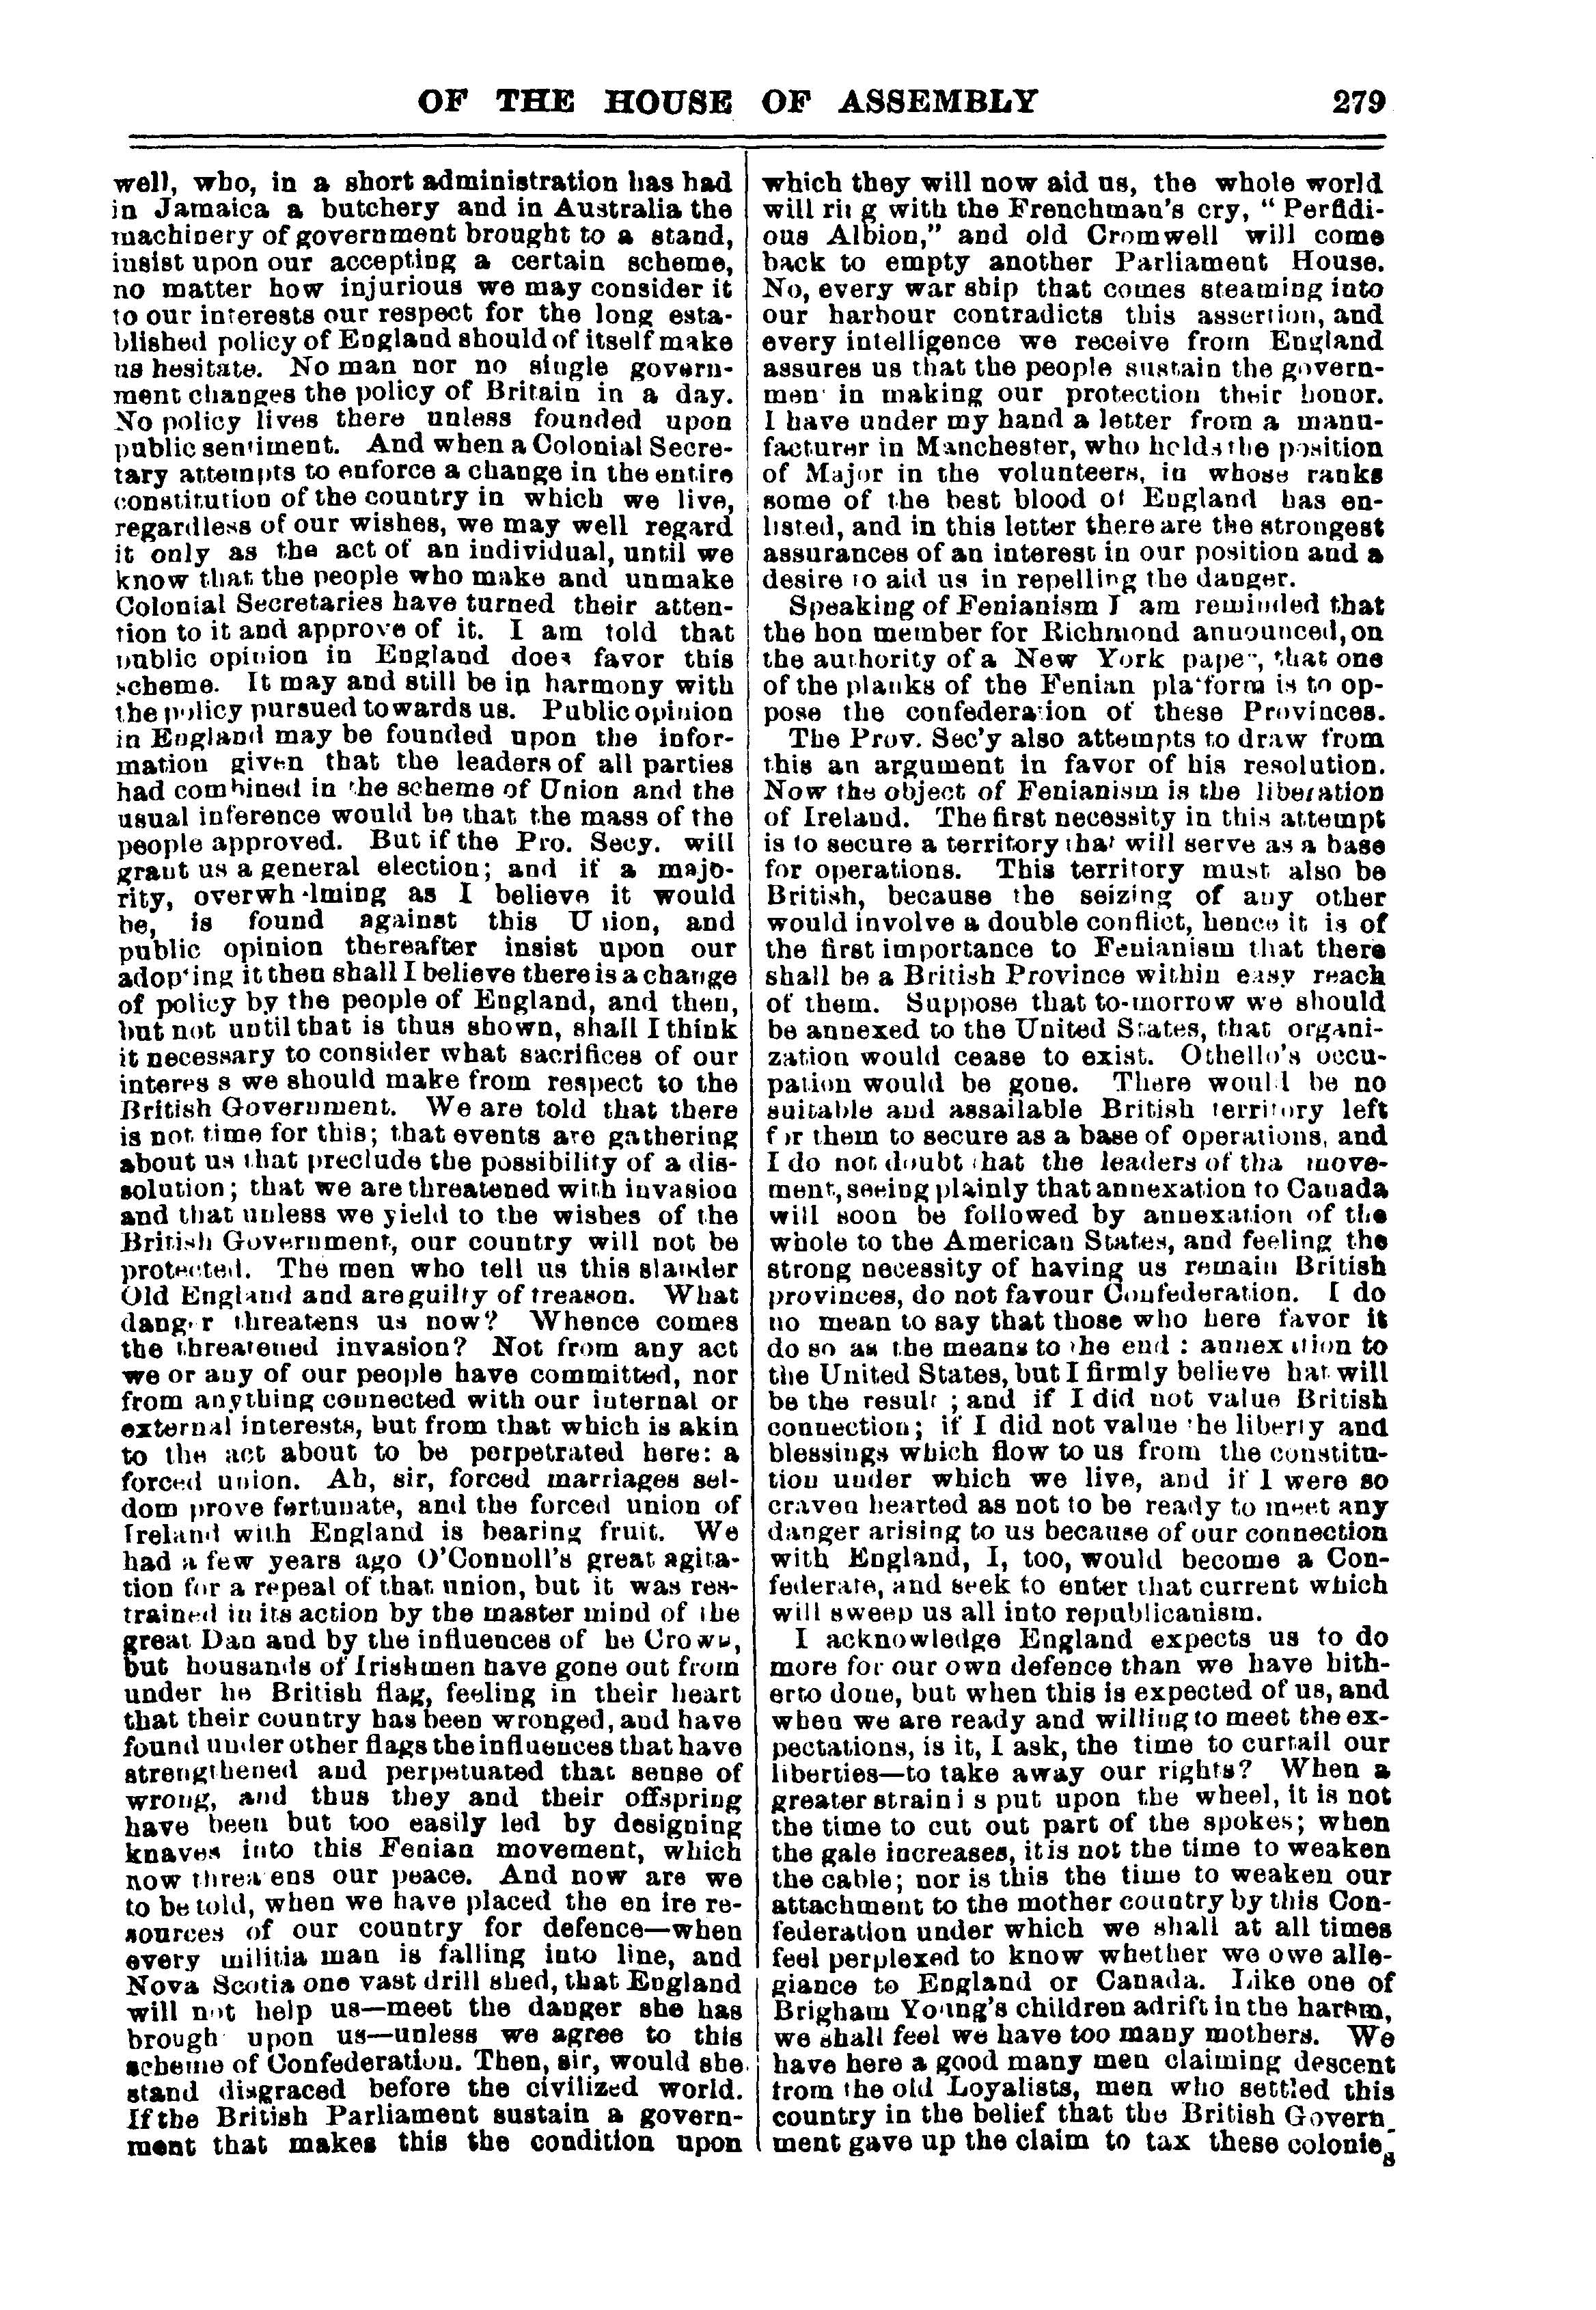 OF THE HOUSE OF ASSEMBLY 279
well, who, in a short administration has had
in Jamaica a butchery and in Australia the
machinery of government brought to a stand,
insist upon our accepting a certain scheme,
no matter how injurious we may consider it
to our interests our respect for the long esta-
blished policy of England should of itself make
us hesitate. No man nor no single govern-
ment changes the policy of Britain in a day.
No policy lives there unless founded upon
public sentiment. And when a Colonial Secre-
tary attempts to enforce a change in the entire
constitution of the country in which we live,
regardless of our wishes, we may well regard
it only as the act of an individual, until we
know that the people who make and unmake
Colonial Secretaries have turned their atten-
tion to it and approve of it. I am told that
public opinion in England does favor this
scheme. It may and still be in harmony with
the policy pursued towards us. Public opinion
in England may be founded upon the infor-
mation given that the leaders of all parties
had combined in the scheme of Union and the
usual inference would be that the mass of the
people approved. But if the Pro. Secy. will
grant us a general election; and if a majo-
rity, overwhelming as I believe it would
be, is found against this Union, and
public opinion thereafter insist upon our
adopting it then shall I believe there is a change
of policy by the people of England, and then,
but not until that is thus shown, shall I think
it necessary to consider what sacrifices of our
interes s we should make from respect to the
British Government. We are told that there
is not time for this; that events are gathering
about us that preclude the possibility of a dis-
solution; that we are threatened with invasion
and that unless we yield to the wishes of the
British Government, our country will not be
protected. The men who tell us this slander
Old England and are guilty of treason. What
danger threatens us now? Whence comes
the threatened invasion? Not from any act
we or any of our people have committed, nor
from anything connected with our internal or
external interests, but from that which is akin
to the act about to be perpetrated here: a
forced union. Ah, sir, forced marriages sel-
dom prove fortunate, and the forced union of
Ireland with England is bearing fruit. We
had a few years ago O'Connoll's great agita-
tion for a repeal of that union, but it was res-
trained in its action by the master mind of the
great Dan and by the influences of he Crown,
but housands of Irishmen have gone out from
under he British flag, feeling in their heart
that their country has been wronged, and have
found under other flags the influences that have
strengthened and perpetuated that sense of
wrong, and thus they and their offspring
have been but too easily led by designing
knaves into this Fenian movement, which
now threa ens our peace. And now are we
to be told, when we have placed the en ire re-
sources of our country for defence—when
every militia man is falling into line, and
Nova Scotia one vast drill shed, that England
will not help us—meet the danger she has
brough upon us—unless we agree to this
scheme of Confederation. Then, sir, would she
stand disgraced before the civilized world.
If the British Parliament sustain a govern-
ment that makes this the condition upon
which they will now aid us, the whole world
will ring with the Frenchman's cry, "Perfidi-
ous Albion," and old Cromwell will come
back to empty another Parliament House.
No, every war ship that comes steaming into
our harbour contradicts this assertion, and
every intelligence we receive from England
assures us that the people sustain the govern-
men in making our protection their honor.
I have under my hand a letter from a manu-
facturer in Manchester, who holds the position
of Major in the volunteers, in whose ranks
some of the best blood of England has en-
listed, and in this letter there are the strongest
assurances of an interest in our position and a
desire to aid us in repelling the danger.
Speaking of Fenianism I am reminded that
the hon member for Richmond announced, on
the authority of a New York paper, that one
of the planks of the Fenian platform is to op-
pose the confederation of these Provinces.
The Prov. Sec'y also attempts to draw from
this an argument in favor of his resolution.
Now the object of Fenianism is the liberation
of Ireland. The first necessity in this attempt
is to secure a territory that will serve as a base
for operations. This territory must also be
British, because the seizing of any other
would involve a double conflict, hence it is of
the first importance to Fenianism that there
shall be a British Province within easy reach
of them. Suppose that to-morrow we should
be annexed to the United States, that organi-
zation would cease to exist. Othello's occu-
pation would be gone. There would be no
suitable and assailable British territory left
for them to secure as a base of operations, and
I do not doubt that the leaders of tha move-
ment, seeing plainly that annexation to Canada
will soon be followed by annexation of the
whole to the American States, and feeling the
strong necessity of having us remain British
provinces, do not favour Confederation. I do
no mean to say that those who here favor it
do so as the means to the end : annexation to
the United States, but I firmly believe hat will
be the result ; and if I did not value British
connection; if I did not value the liberty and
blessings which flow to us from the constitu-
tion under which we live, and if I were so
craven hearted as not to be ready to meet any
danger arising to us because of our connection
with England, I, too, would become a Con-
federate, and seek to enter that current which
will sweep us all into republicanism.
I acknowledge England expects us to do
more for our own defence than we have hith-
erto done, but when this is expected of us, and
when we are ready and willing to meet the ex-
pectations, is it, I ask, the time to curtail our
liberties—to take away our rights? When a
greater strain i s put upon the wheel, it is not
the time to cut out part of the spokes; when
the gale increases, it is not the time to weaken
the cable; nor is this the time to weaken our
attachment to the mother country by this Con-
federation under which we shall at all times
feel perplexed to know whether we owe alle-
giance to England or Canada. Like one of
Brigham Young's children adrift in the harem,
we shall feel we have too many mothers. We
have here a good many men claiming descent
from the old Loyalists, men who settled this
country in the belief that the British Govern-
ment gave up the claim to tax these colonies